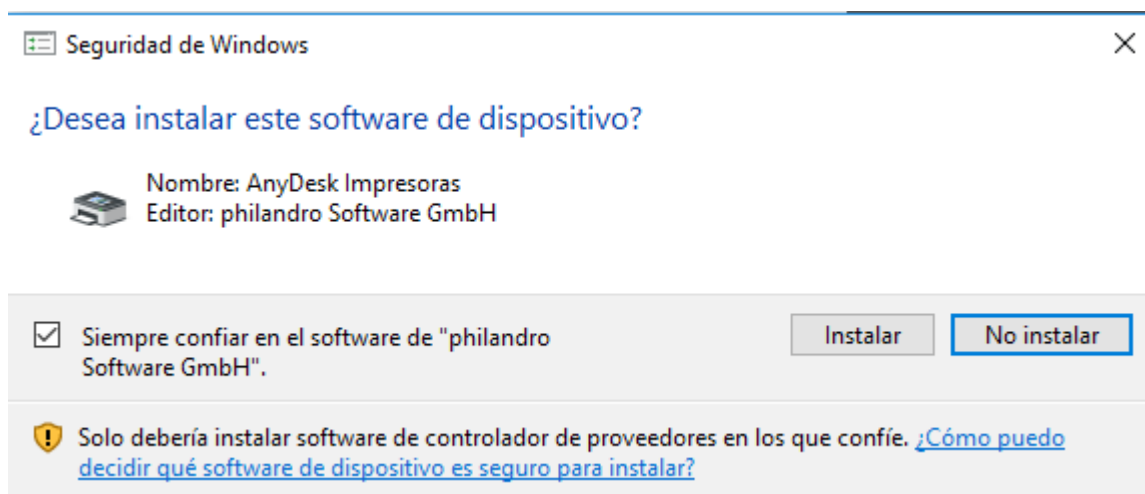 Seguridad de Windows
¿Desea instalar este software de dispositivo?
Nombre: AnyDesk Impresoras
Editor: philandro Software GmbH
Siempre confiar en el software de "philandro
Software GmbH".
Instalar
No instalar
Solo debería instalar software de controlador de proveedores en los que confíe. ¿Cómo puedo
decidir qué software de dispositivo es seguro para instalar?